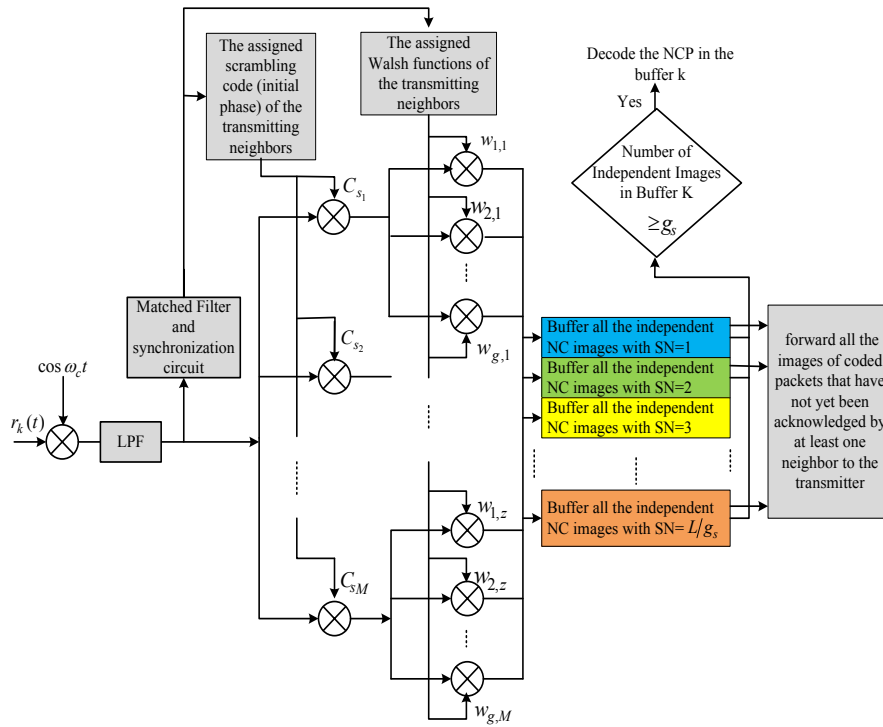 The assigned
scrambling
code (initial
phase) of the
transmitting
neighbors
The assigned
Walsh functions of
the transmitting
neighbors
Decode the NCP in the
buffer k
Yes
Number of
Independent Images
in Buffer K
≥g_s
w_{1,1}
C_{s_1}
w_{2,1}
Matched Filter
and
synchronization
circuit
C_{s_2}
w_{g,1}
cos ω_c t
r_k(t)
LPF
Buffer all the independent
NC images with SN=1
Buffer all the independent
NC images with SN=2
Buffer all the independent
NC images with SN=3
Buffer all the independent
NC images with SN= L/g_s
forward all the
images of coded
packets that have
not yet been
acknowledged by
at least one
neighbor to the
transmitter
w_{1,z}
C_{sM}
w_{2,z}
w_{g,M}